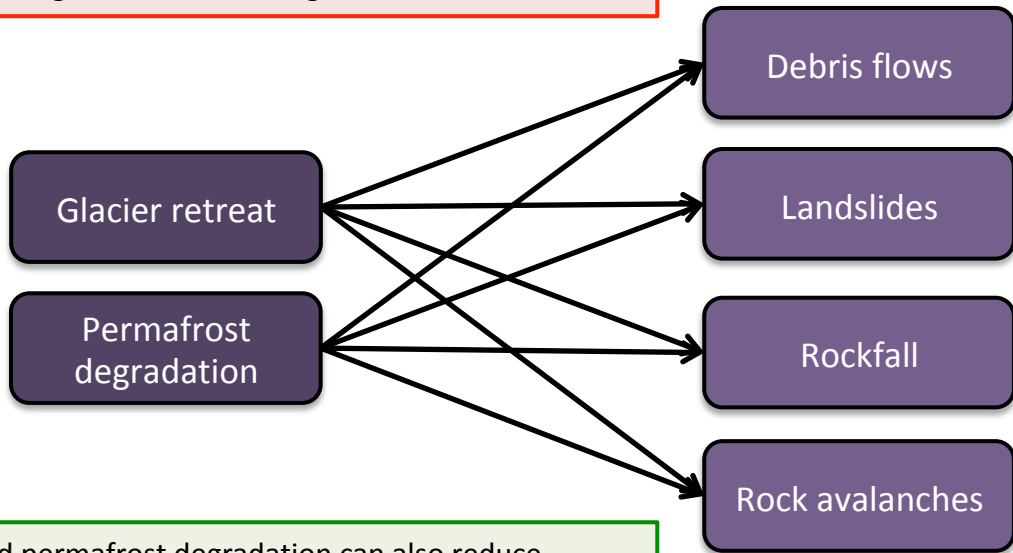 Debris flows
Glacier retreat
Landslides
Permafrost
degradation
Rockfall
Rock avalanches
permafrost degradation can also reduce